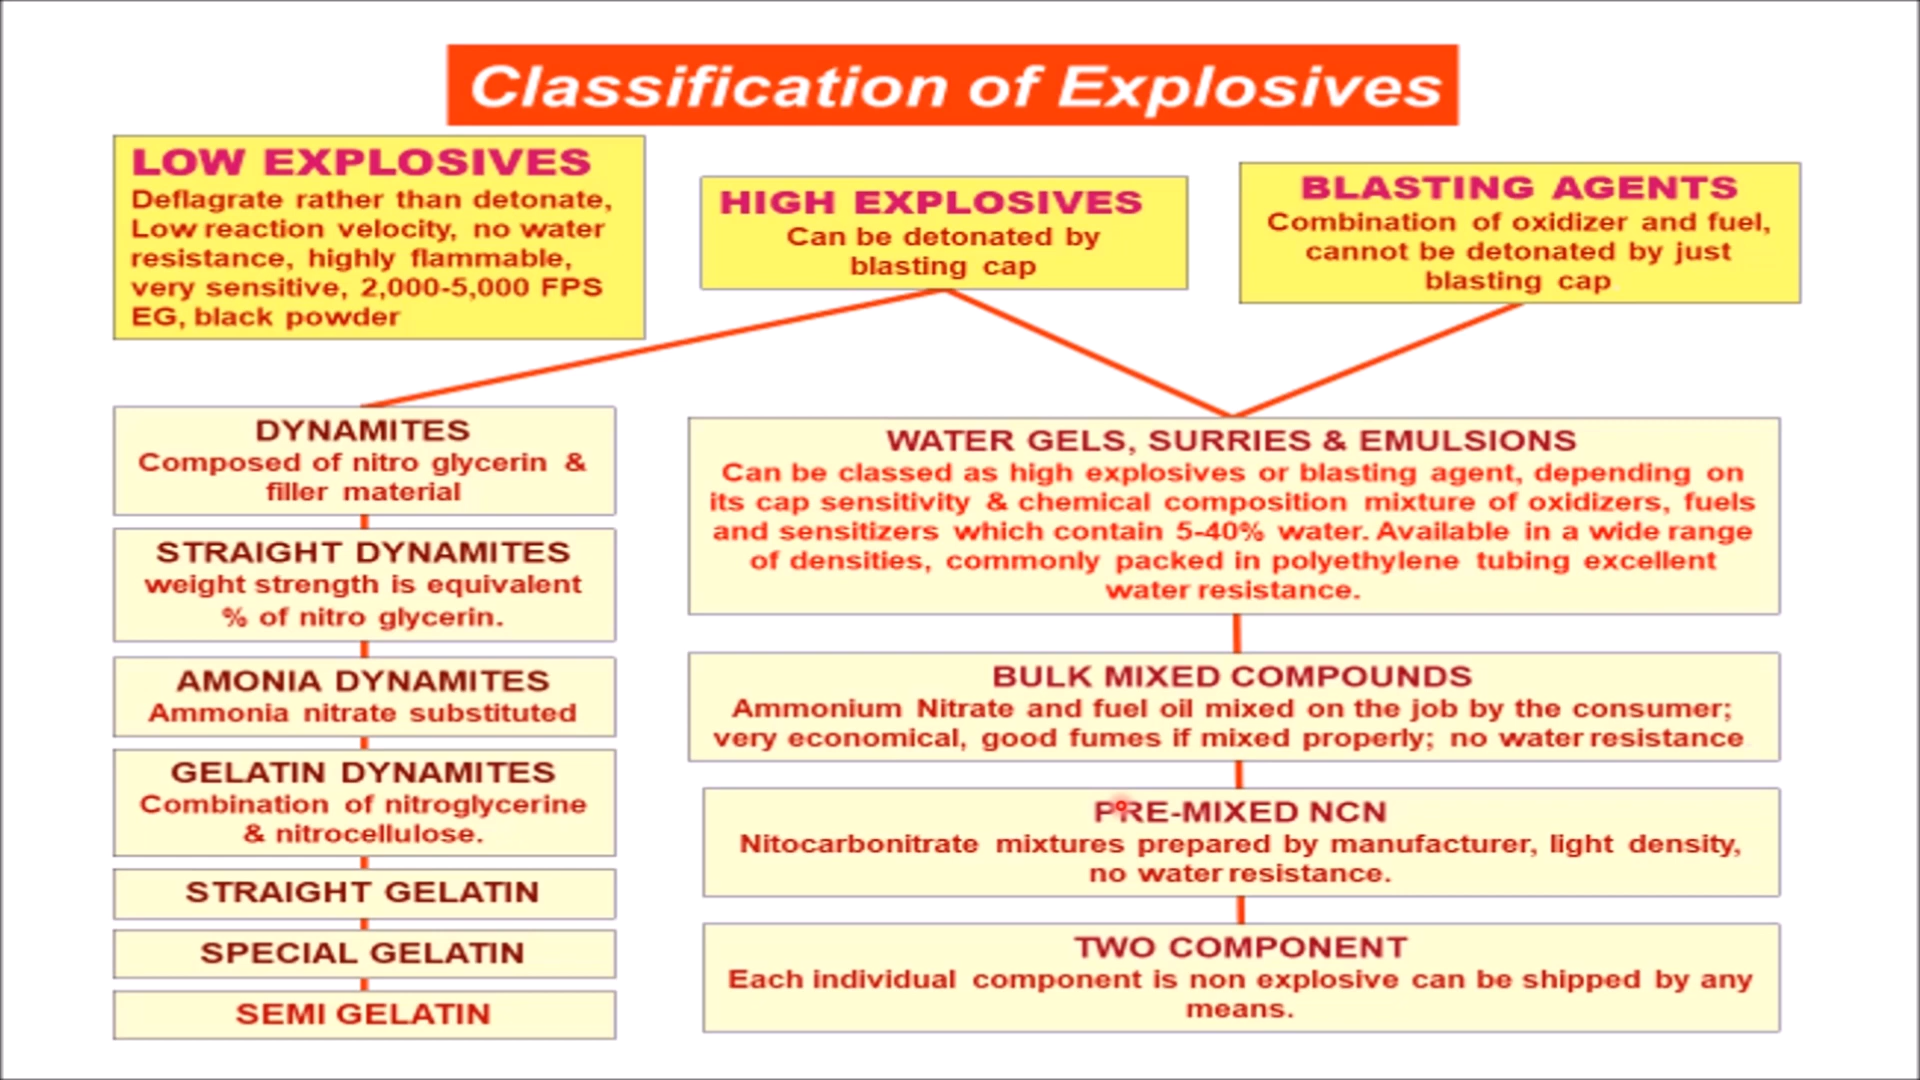 Classification of Explosives
LOW EXPLOSIVES
Deflagrate rather than detonate,
Low reaction velocity, no water
resistance, highly flammable,
very sensitive, 2,000-5,000 FPS
EG, black powder
HIGH EXPLOSIVES
Can be detonated by
blasting cap
BLASTING AGENTS
Combination of oxidizer and fuel,
cannot be detonated by just
blasting cap
DYNAMITES
Composed of nitro glycerin &
filler material
STRAIGHT DYNAMITES
weight strength is equivalent
% of nitro glycerin.
AMONIA DYNAMITES
Ammonia nitrate substituted
GELATIN DYNAMITES
Combination of nitroglycerine
& nitrocellulose.
STRAIGHT GELATIN
SPECIAL GELATIN
SEMI GELATIN
WATER GELS, SURRIES & EMULSIONS
Can be classed as high explosives or blasting agent, depending on
its cap sensitivity & chemical composition mixture of oxidizers, fuels
and sensitizers which contain 5-40% water. Available in a wide range
of densities, commonly packed in polyethylene tubing excellent
water resistance.
BULK MIXED COMPOUNDS
Ammonium Nitrate and fuel oil mixed on the job by the consumer;
very economical, good fumes if mixed properly; no water resistance
PRE-MIXED NCN
Nitocarbonitrate mixtures prepared by manufacturer, light density,
no water resistance.
TWO COMPONENT
Each individual component is non explosive can be shipped by any
means.